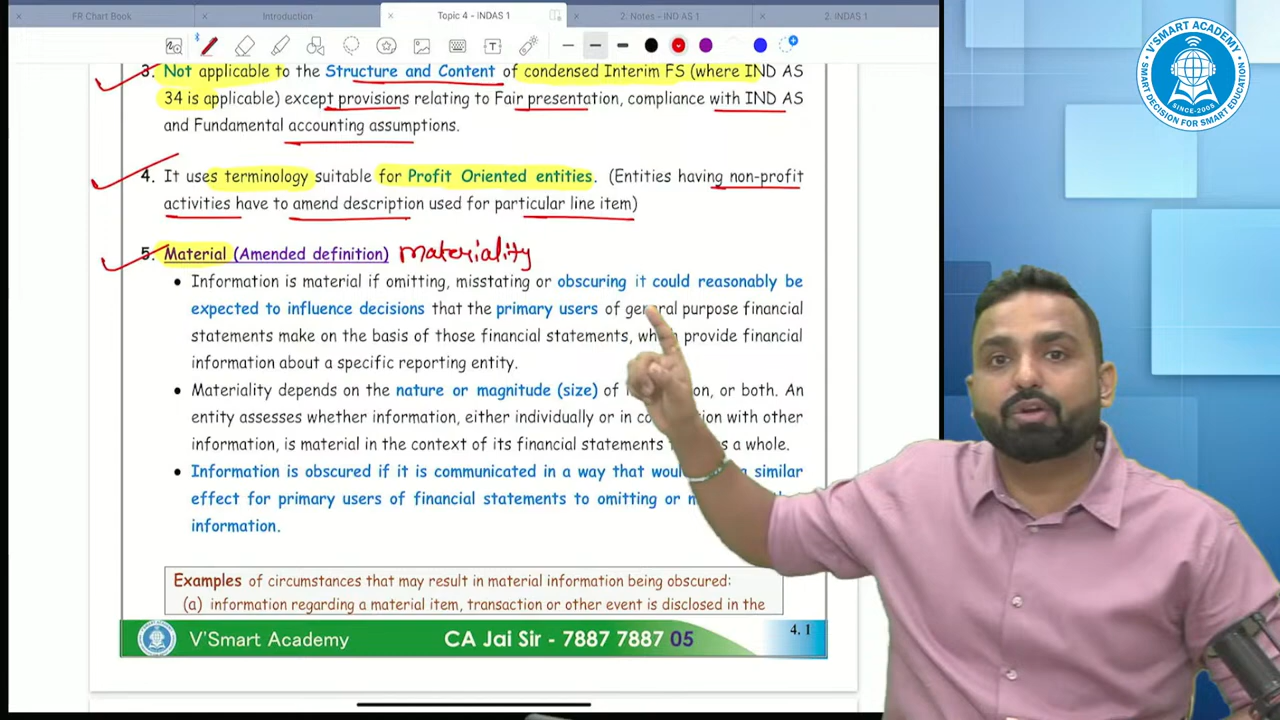 FR Chart Book
Introduction
Topic 4 - INDAS 1
2. Notes - IND AS 1
2. INDAS 1
3. Not applicable to the Structure and Content of condensed Interim FS (where IND AS
34 is applicable) except provisions relating to Fair presentation, compliance with IND AS
and Fundamental accounting assumptions.
4. It uses terminology suitable for Profit Oriented entities. (Entities having non-profit
activities have to amend description used for particular line item)
5. Material (Amended definition) materiality
• Information is material if omitting, misstating or obscuring it could reasonably be
expected to influence decisions that the primary users of general purpose financial
statements make on the basis of those financial statements, which provide financial
information about a specific reporting entity.
• Materiality depends on the nature or magnitude (size) of on, or both. An
entity assesses whether information, either individually or in with other
information, is material in the context of its financial statements a whole.
• Information is obscured if it is communicated in a way that similar
effect for primary users of financial statements to omitting or
information.
Examples of circumstances that may result in material information being obscured:
(a) information regarding a material item, transaction or other event is disclosed in the
V'Smart Academy
CA Jai Sir - 7887 7887 05
4. 1
V'SMART ACADEMY
SINCE-2005
SMART DECISION FOR SMART EDUCATION